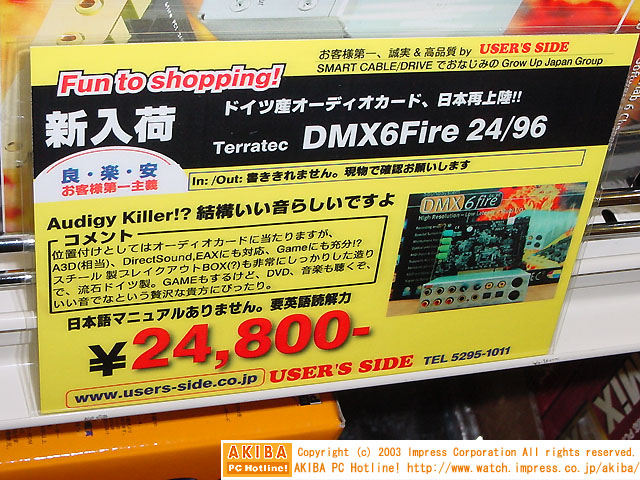 お客様第一、誠実 & 高品質 by USER'S SIDE
SMART CABLE/DRIVE でおなじみの Grow Up Japan Group
Fun to shopping!
新入荷
ドイツ産オーディオカード、日本再上陸!!
Terratec DMX6Fire 24/96
良・楽・安
お客様第一主義
In: /Out: 書ききれません。現物で確認お願いします
Audigy Killer!? 結構いい音らしいですよ
コメント
位置付けとしてはオーディオカードに当たりますが、
A3D(相当)、DirectSound,EAXにも対応、Gameにも充分!?
スチール 製ブレイクアウトBOX(?)も非常にしっかりした造り
で、流石ドイツ製。GAMEもするけど、DVD、音楽も聴くぞ、
いい音でなという贅沢な貴方にぴったり。
DMX 6fire
High Resolution - Low Latency
日本語マニュアルありません。要英語読解力
¥24,800-
www.users-side.co.jp USER'S SIDE TEL 5295-1011
AKIBA
PC Hotline!
Copyright (c) 2003 Impress Corporation All rights reserved.
AKIBA PC Hotline! http://www.watch.impress.co.jp/akiba/